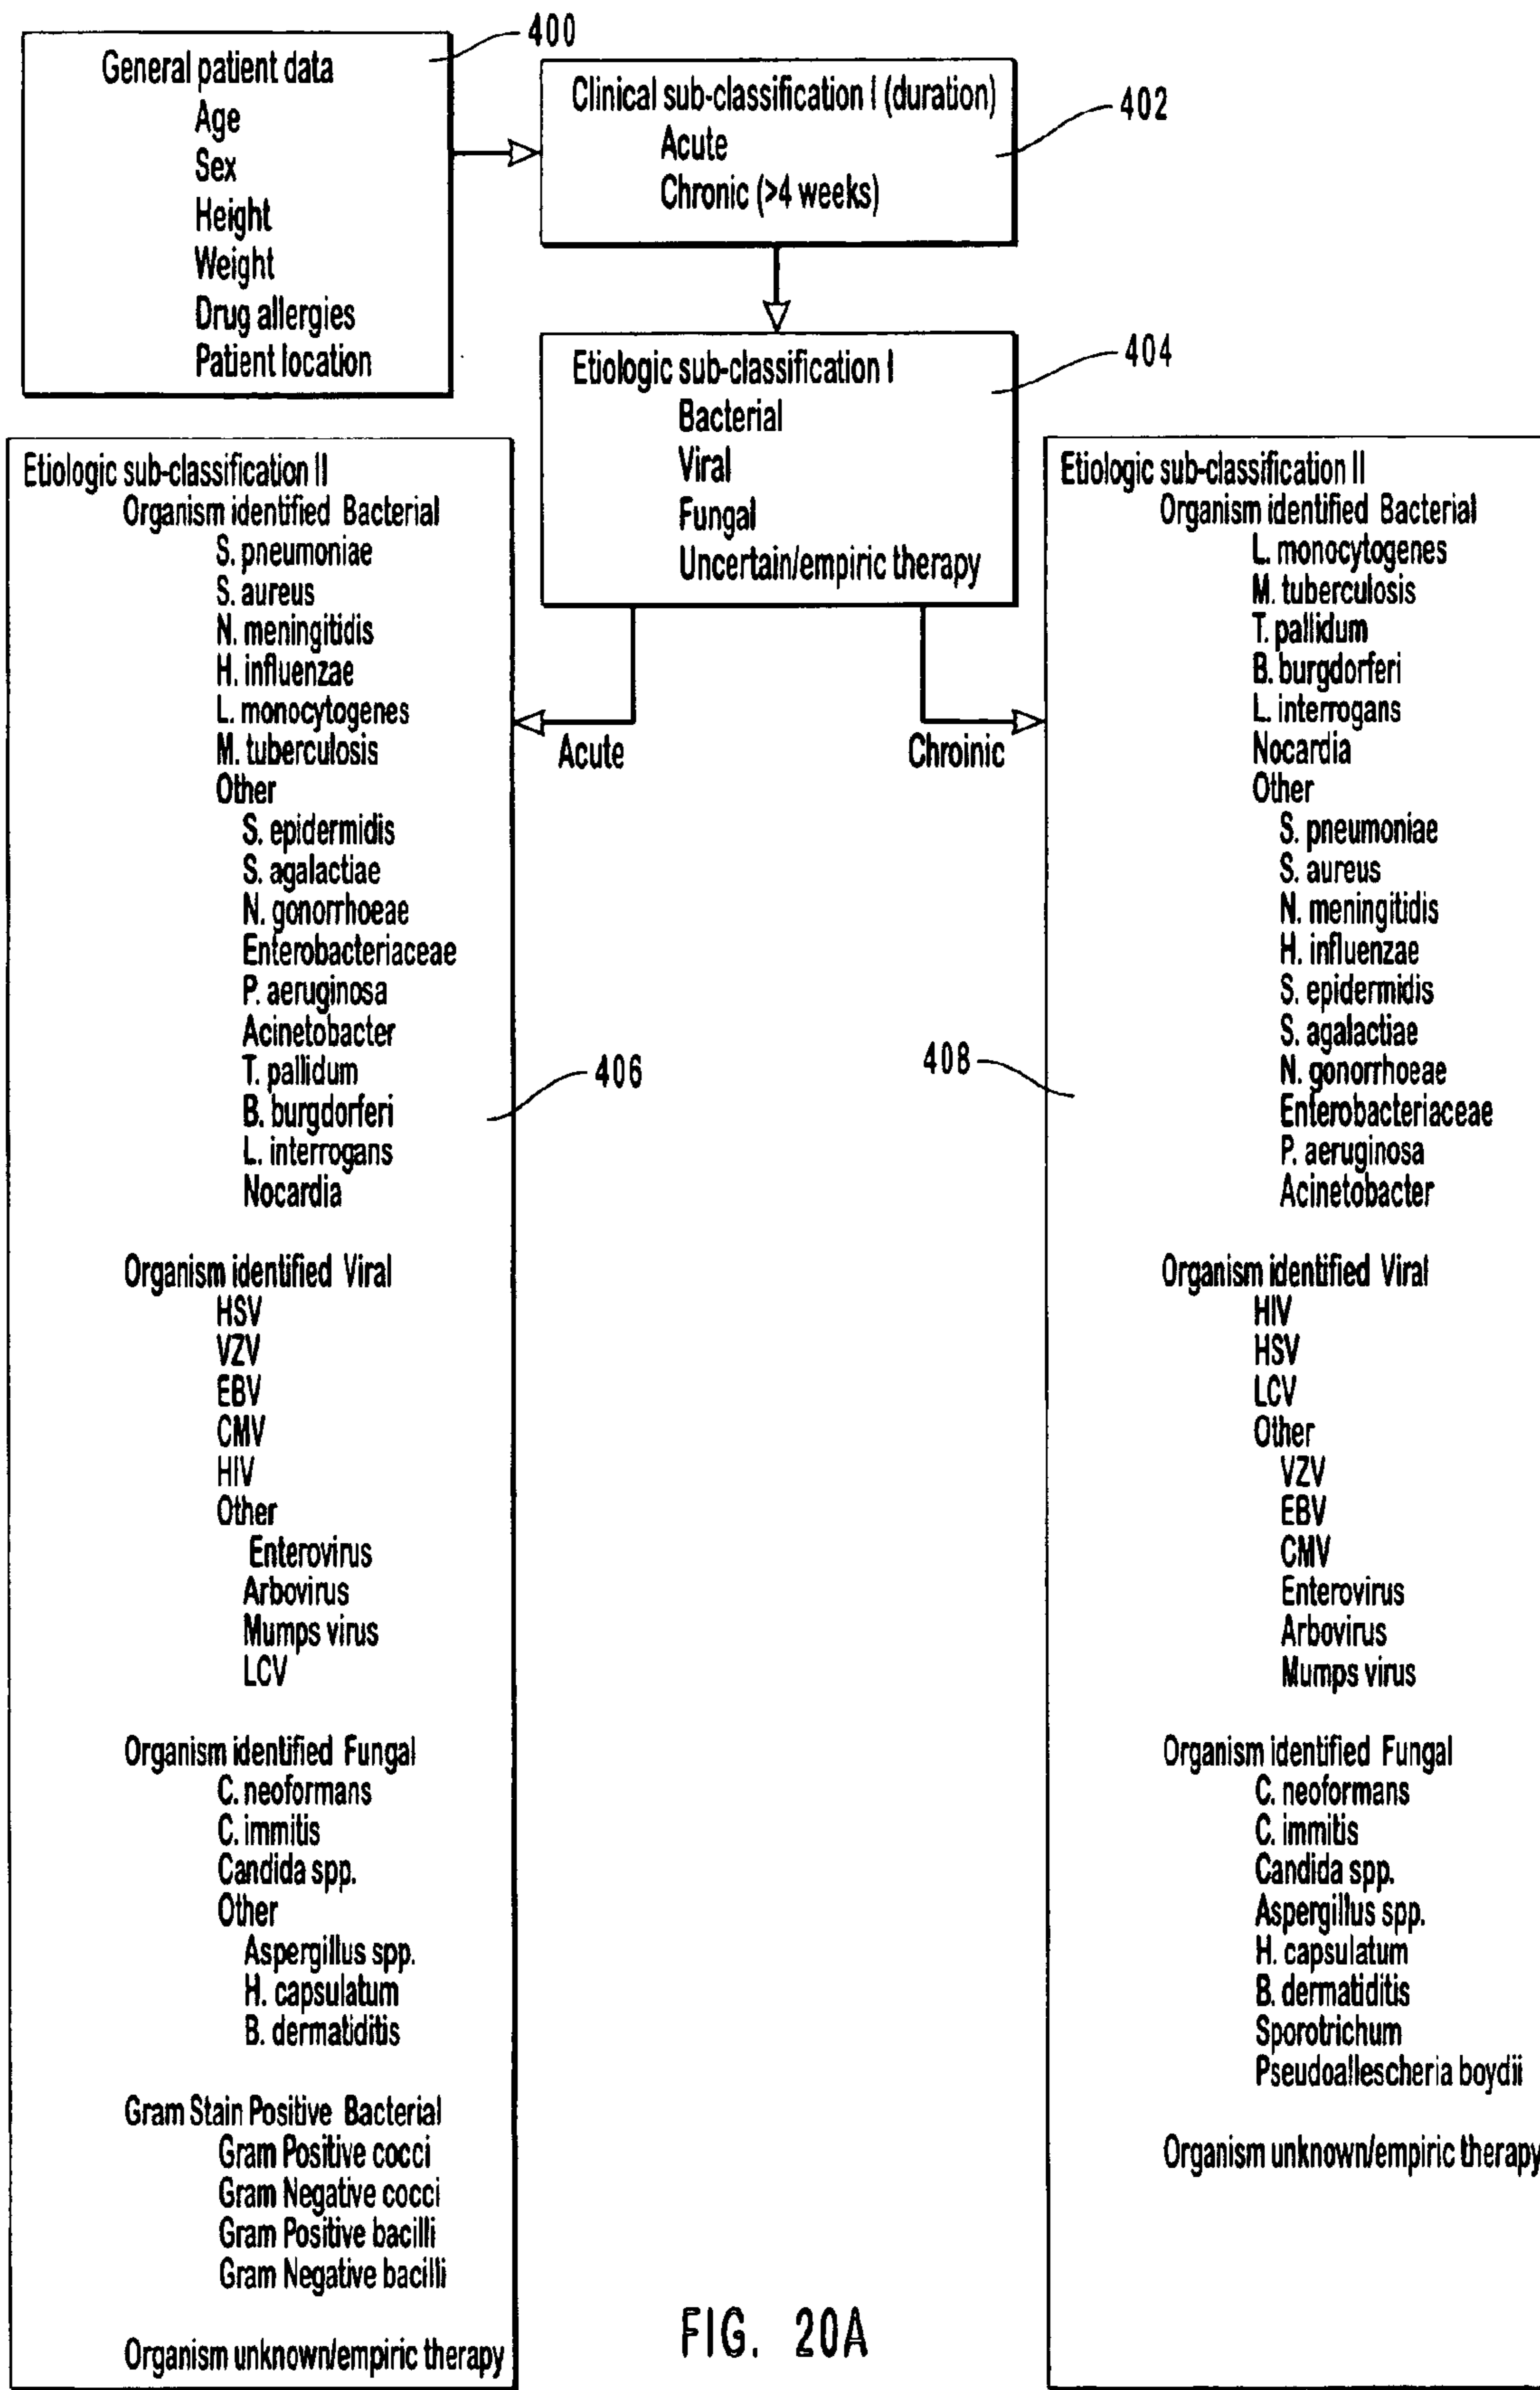 400
General patient data
Age
Sex
Height
Weight
Drug allergies
Patient location
Clinical sub-classification I (duration)
Acute
Chronic (>4 weeks)
402
Etiologic sub-classification I
Bacterial
Viral
Fungal
Uncertain/empiric therapy
404
Acute
Chroinic
Etiologic sub-classification II
Organism identified Bacterial
S. pneumoniae
S. aureus
N. meningitidis
H. influenzae
L. monocytogenes
M. tuberculosis
Other
S. epidermidis
S. agalactiae
N. gonorrhoeae
Enterobacteriaceae
P. aeruginosa
Acinetobacter
T. pallidum
B. burgdorferi
L. interrogans
Nocardia
Organism identified Viral
HSV
VZV
EBV
CMV
HIV
Other
Enterovirus
Arbovirus
Mumps virus
LCV
Organism identified Fungal
C. neoformans
C. immitis
Candida spp.
Other
Aspergillus spp.
H. capsulatum
B. dermatiditis
Gram Stain Positive Bacterial
Gram Positive cocci
Gram Negative cocci
Gram Positive bacilli
Gram Negative bacilli
Organism unknown/empiric therapy
406
408
Etiologic sub-classification II
Organism identified Bacterial
L. monocytogenes
M. tuberculosis
T. pallidum
B. burgdorferi
L. interrogans
Nocardia
Other
S. pneumoniae
S. aureus
N. meningitidis
H. influenzae
S. epidermidis
S. agalactiae
N. gonorrhoeae
Enterobacteriaceae
P. aeruginosa
Acinetobacter
Organism identified Viral
HIV
HSV
LCV
Other
VZV
EBV
CMV
Enterovirus
Arbovirus
Mumps virus
Organism identified Fungal
C. neoformans
C. immitis
Candida spp.
Aspergillus spp.
H. capsulatum
B. dermatiditis
Sporotrichum
Pseudoallescheria boydii
Organism unknown/empiric therapy
FIG. 20A